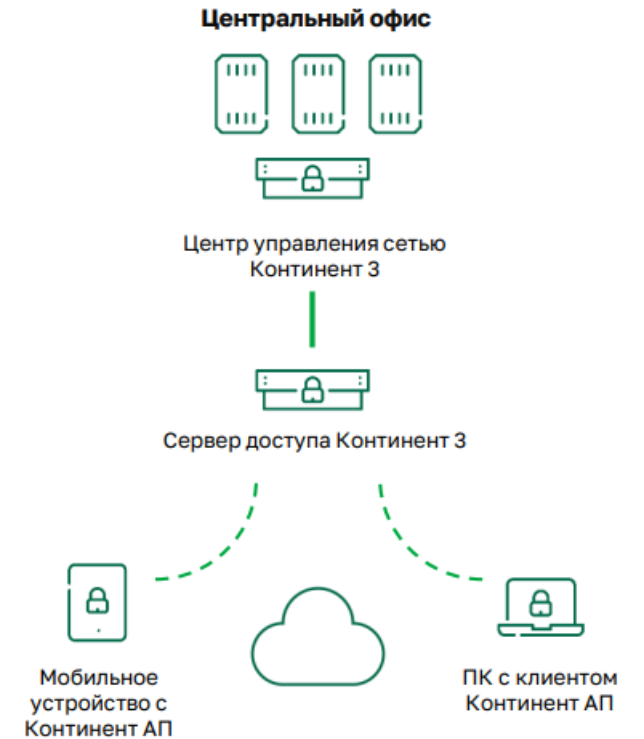 Центральный офис
Центр управления сетью
Континент 3
Сервер доступа Континент 3
Мобильное
устройство с
Континент АП
ПК с клиентом
Континент АП